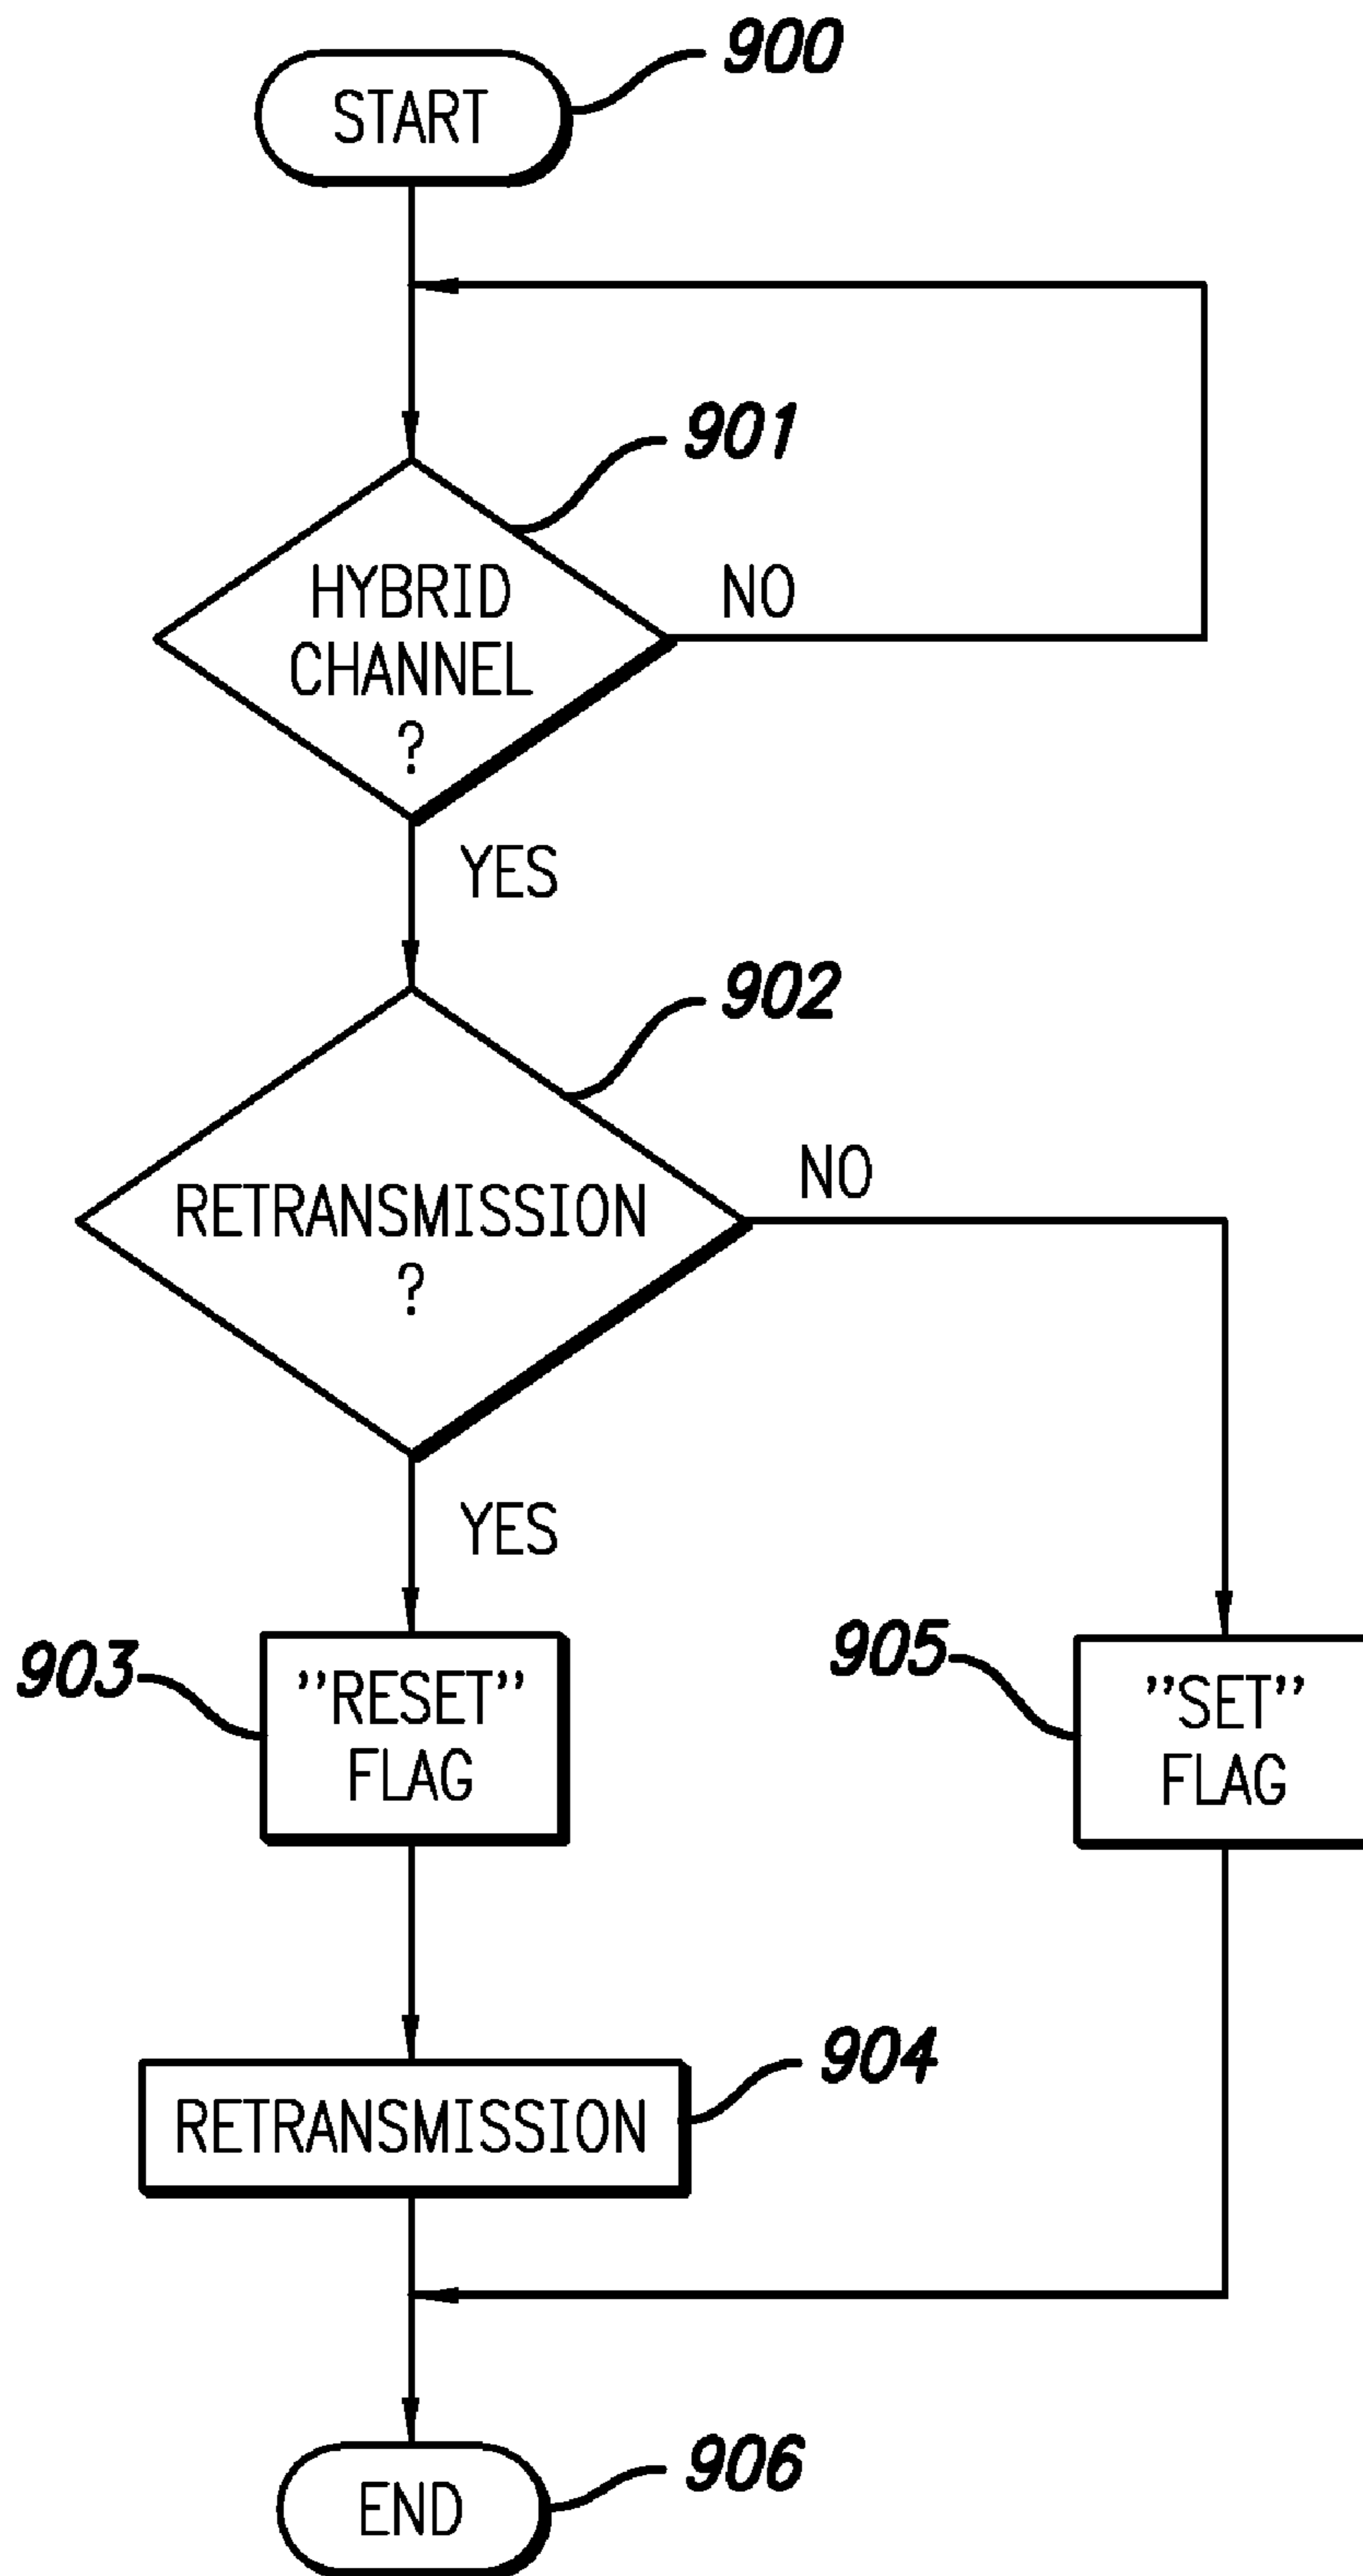 900
START
901
HYBRID
CHANNEL
?
NO
YES
902
RETRANSMISSION
?
NO
YES
903
"RESET"
FLAG
905
"SET"
FLAG
904
RETRANSMISSION
906
END